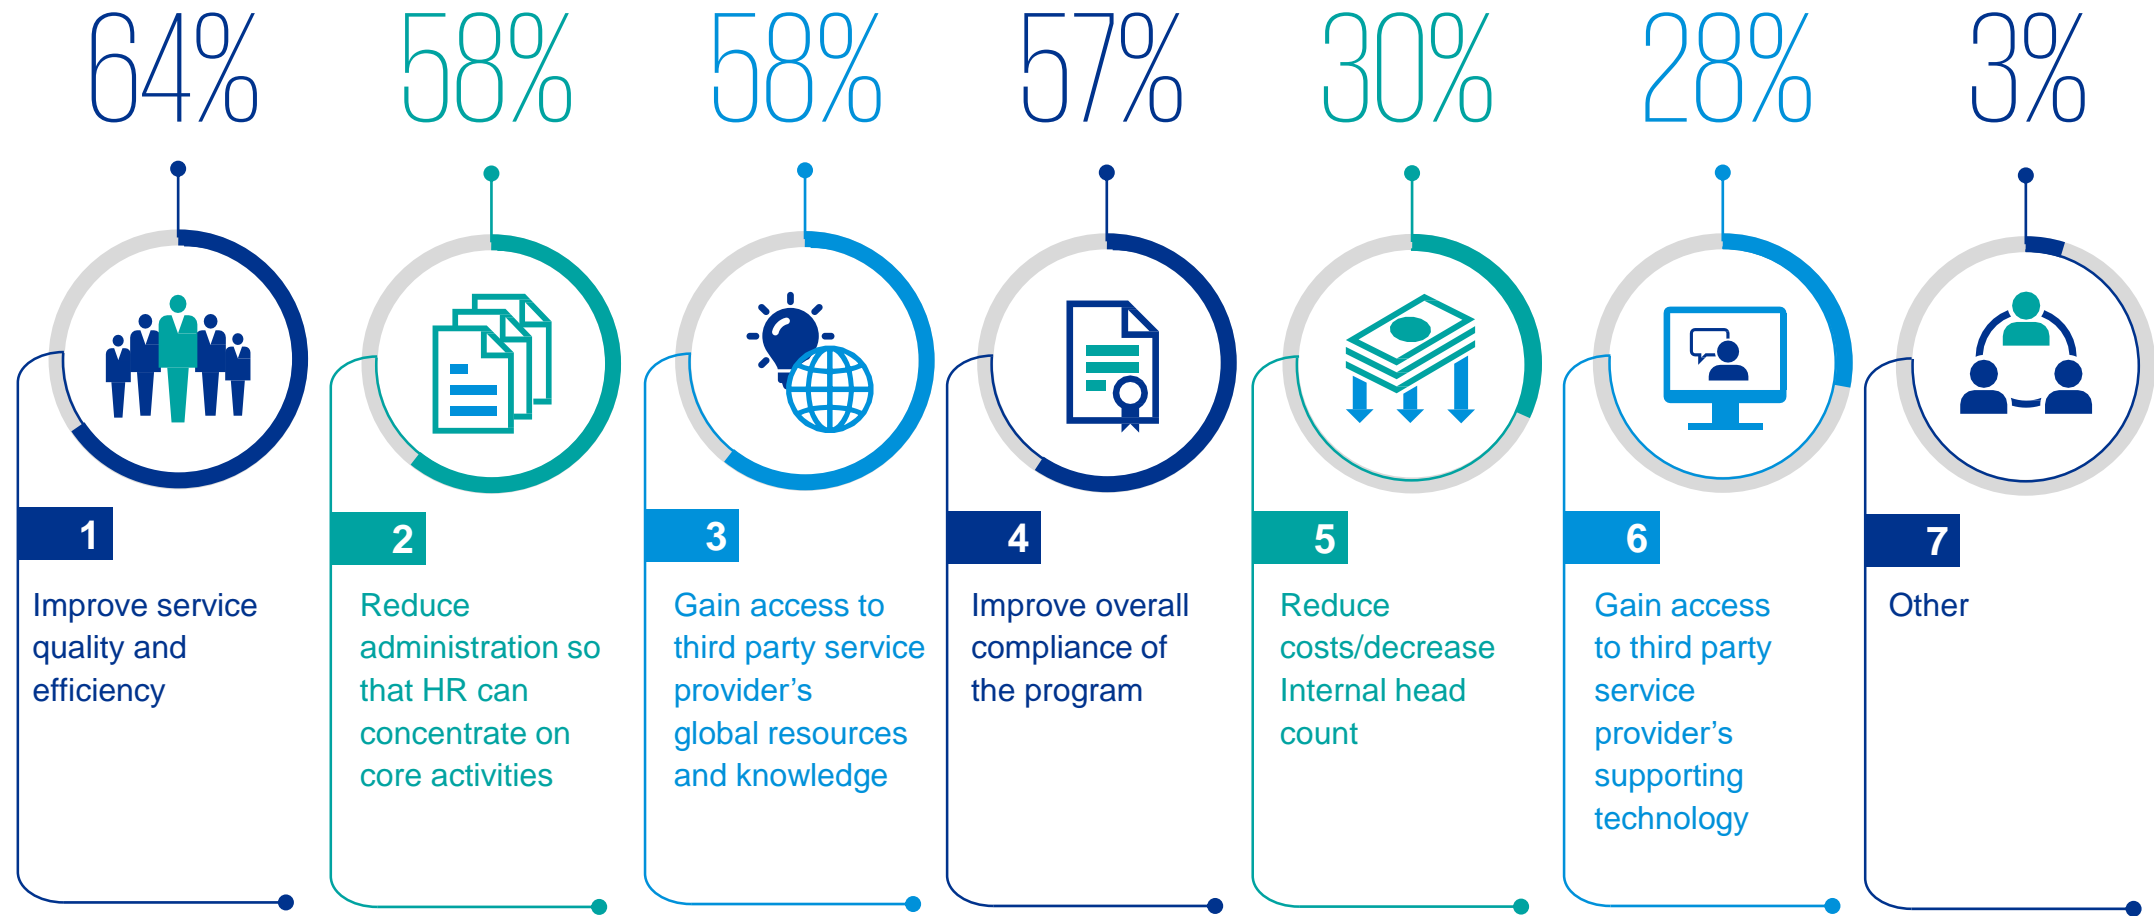 64%
58%
58%
57%
30%
28%
3%
1
Improve service
quality and
efficiency
2
Reduce
administration so
that HR can
concentrate on
core activities
3
Gain access to
third party service
provider’s
global resources
and knowledge
4
Improve overall
compliance of
the program
5
Reduce
costs/decrease
Internal head
count
6
Gain access
to third party
service
provider’s
supporting
technology
7
Other